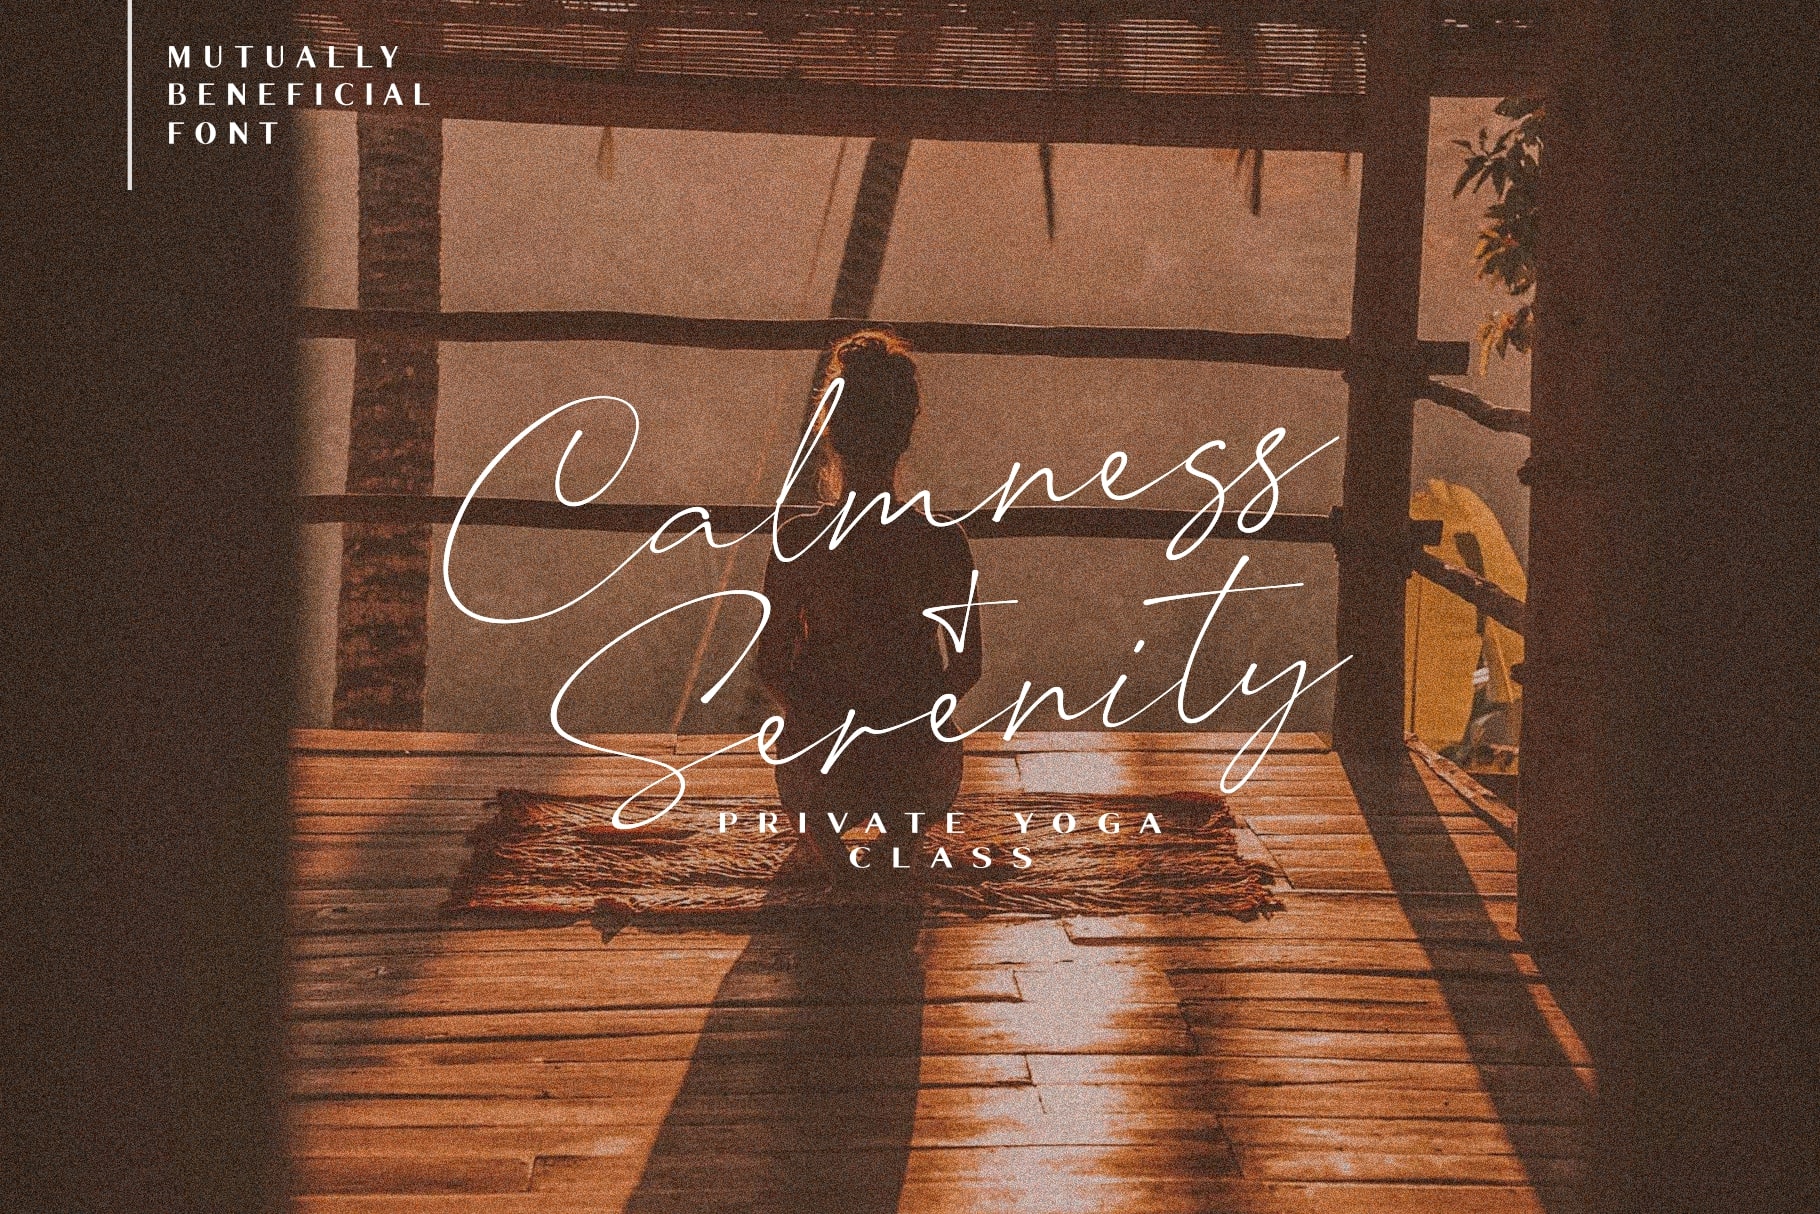 MUTUALLY
BENEFICIAL
FONT
Calmness
+
Serenity
PRIVATE YOGA
CLASS